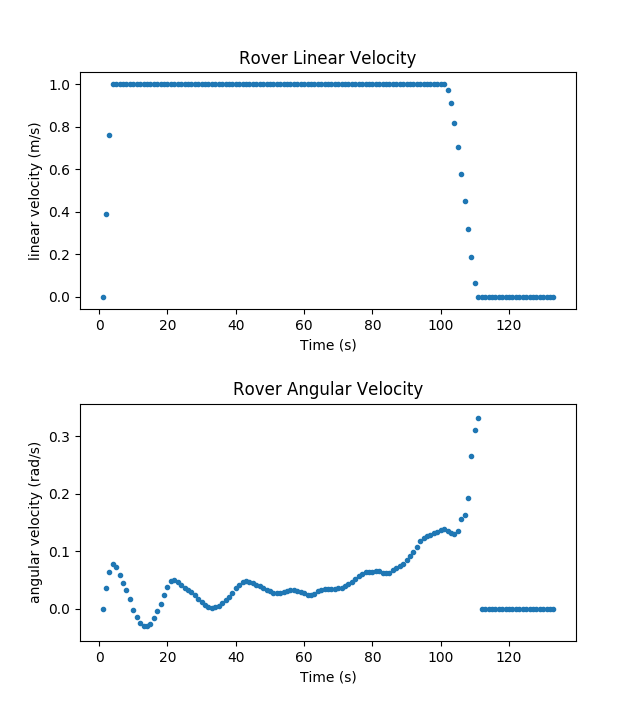 Rover Linear Velocity
1.0
0.8
0.6
0.4
0.2
0.0
linear velocity (m/s)
0 20 40 60 80 100 120
Time (s)
Rover Angular Velocity
0.3
0.2
0.1
0.0
angular velocity (rad/s)
0 20 40 60 80 100 120
Time (s)